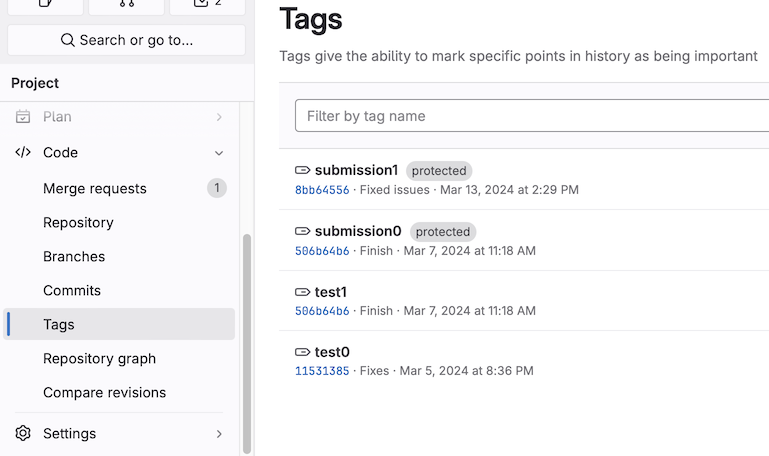 2
Search or go to...
Project
Plan
Code
Merge requests 1
Repository
Branches
Commits
Tags
Repository graph
Compare revisions
Settings
Tags
Tags give the ability to mark specific points in history as being important
Filter by tag name
submission1 protected
8bb64556 · Fixed issues · Mar 13, 2024 at 2:29 PM
submission0 protected
506b64b6 · Finish · Mar 7, 2024 at 11:18 AM
test1
506b64b6 · Finish · Mar 7, 2024 at 11:18 AM
test0
11531385 · Fixes · Mar 5, 2024 at 8:36 PM